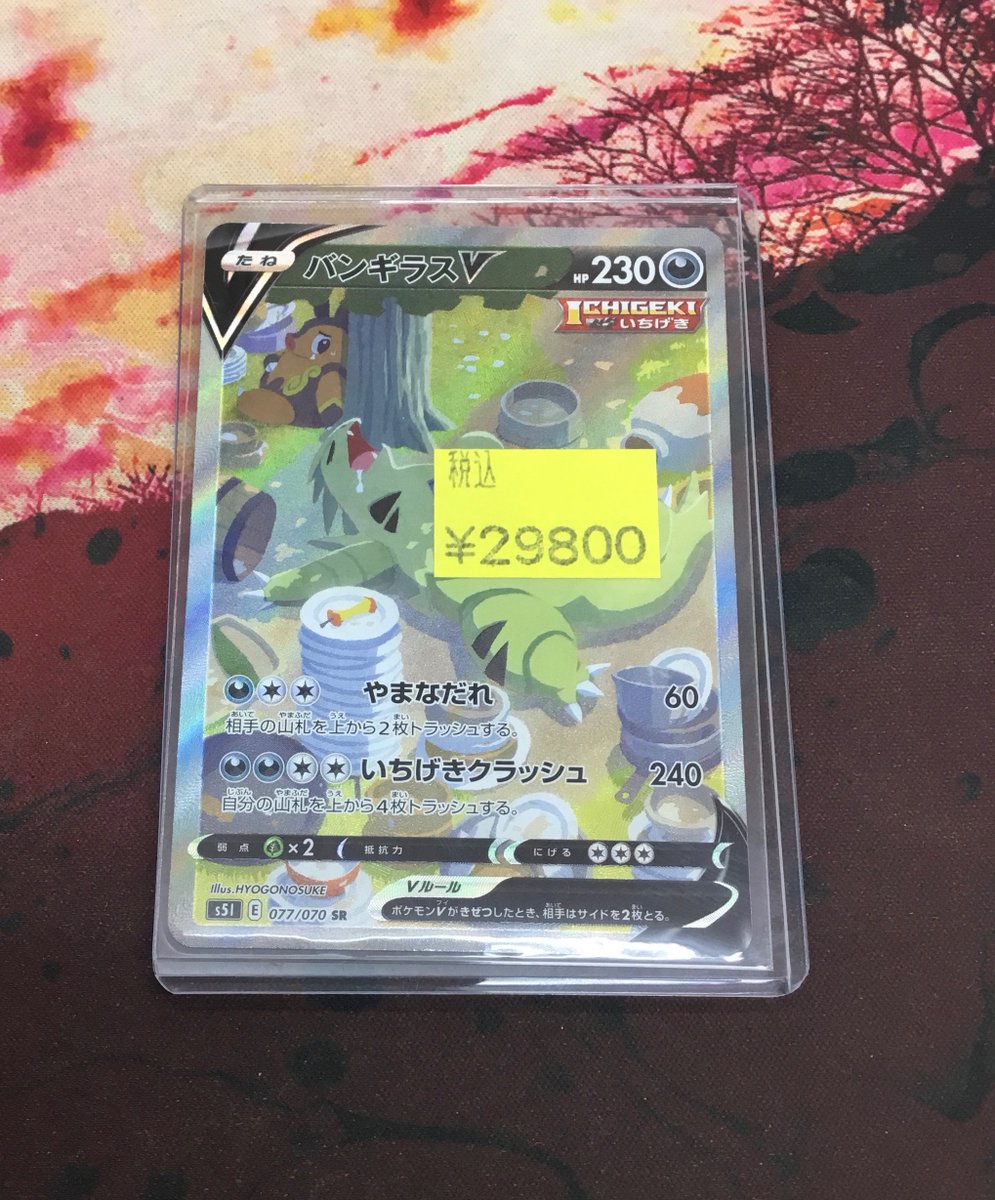 たね バンギラスV HP230
ICHIGEKI
いちげき
税込
¥29800
やまなだれ 60
相手の山札を上から2枚トラッシュする。
いちげきクラッシュ 240
自分の山札を上から4枚トラッシュする。
弱点 ×2 抵抗力 にげる
Illus.HYOGONOSUKE
Vルール
s5I E 077/070 SR
ポケモンVがきぜつしたとき、相手はサイドを2枚とる。